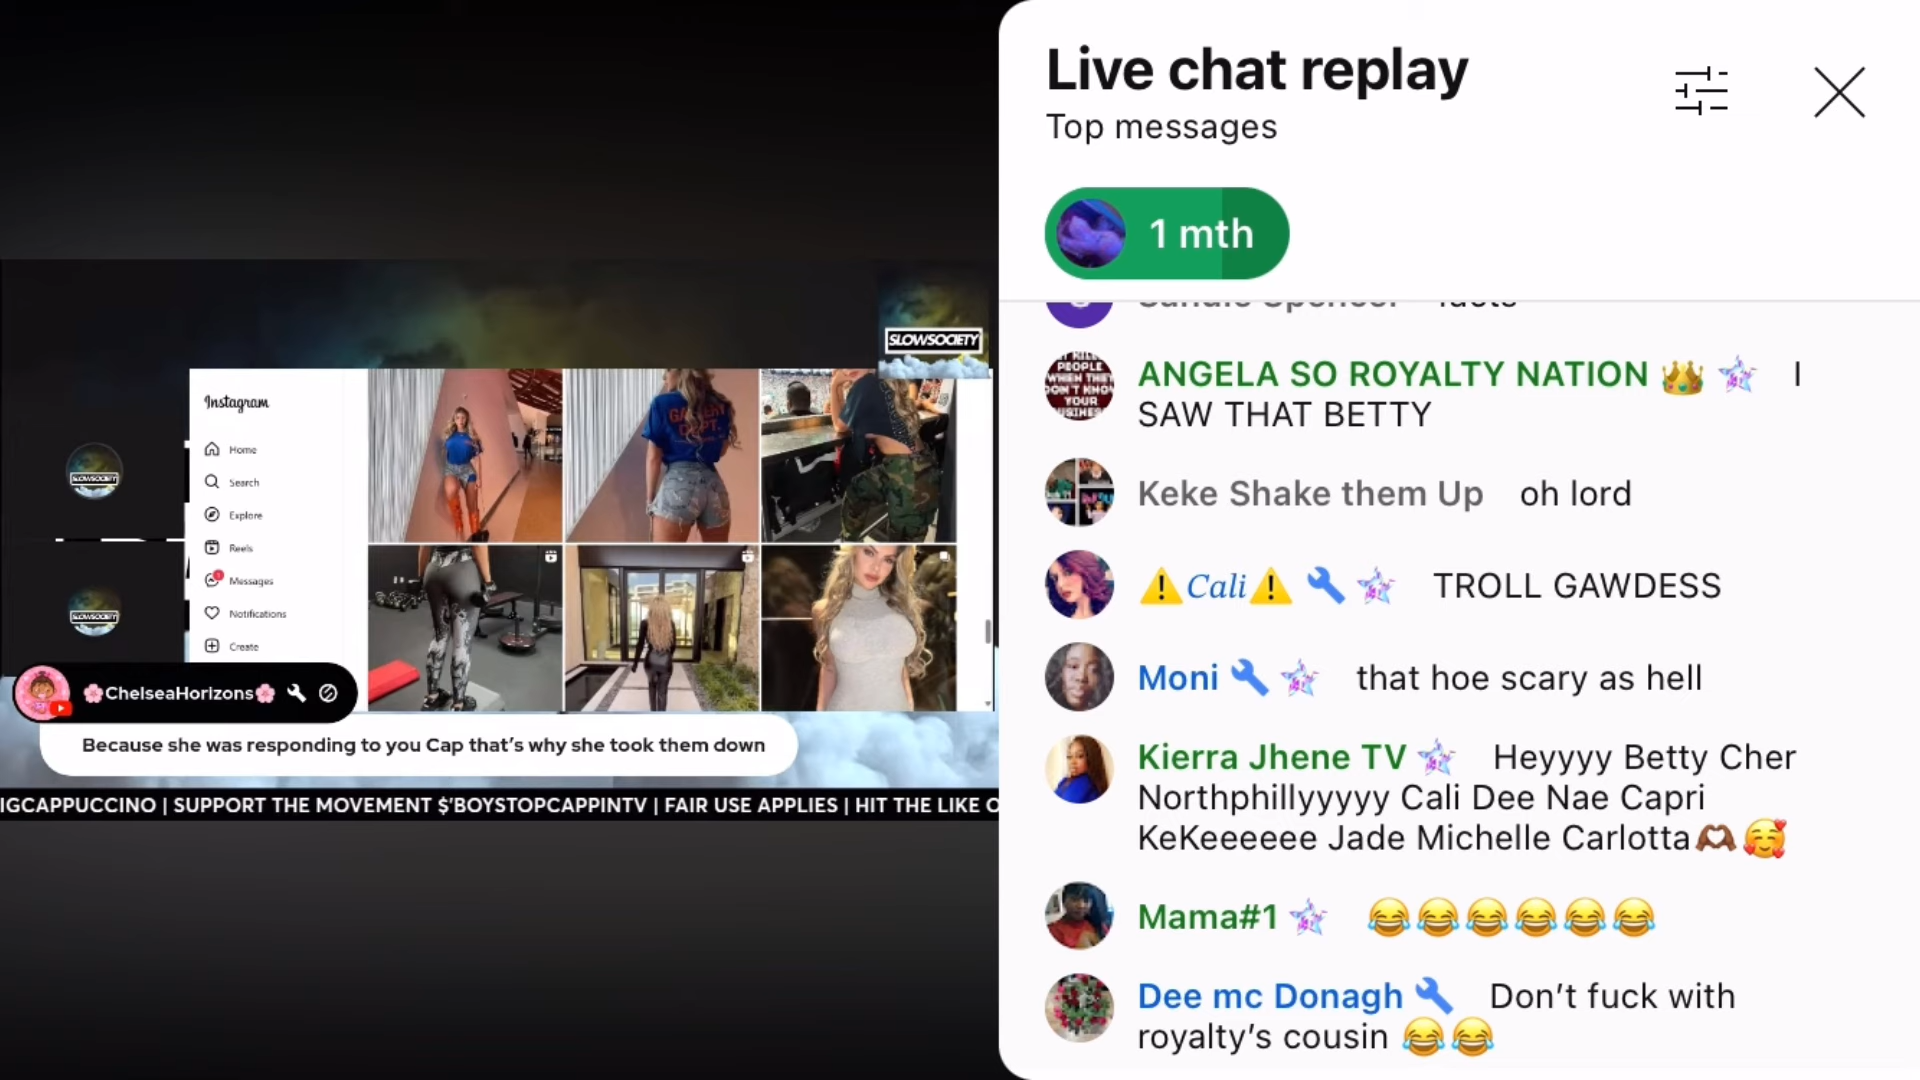 SLOWSOCIETY
Instagram
Home
Search
Explore
Reels
Messages
Notifications
Create
SLOWSOCIETY
SLOWSOCIETY
🌸ChelseaHorizons🌸
Because she was responding to you Cap that's why she took them down
IGCAPPUCCINO | SUPPORT THE MOVEMENT $'BOYSTOPCAPPINTV | FAIR USE APPLIES | HIT THE LIKE
Live chat replay
Top messages
1 mth
ANGELA SO ROYALTY NATION 👑 I
SAW THAT BETTY
Keke Shake them Up oh lord
⚠️Cali⚠️ 🔧 TROLL GAWDESS
Moni 🔧 that hoe scary as hell
Kierra Jhene TV Heyyyy Betty Cher
Northphillyyyyy Cali Dee Nae Capri
KeKeeeeee Jade Michelle Carlotta🫶🏾🥰
Mama#1 😂😂😂😂😂😂
Dee mc Donagh 🔧 Don't fuck with
royalty's cousin 😂😂